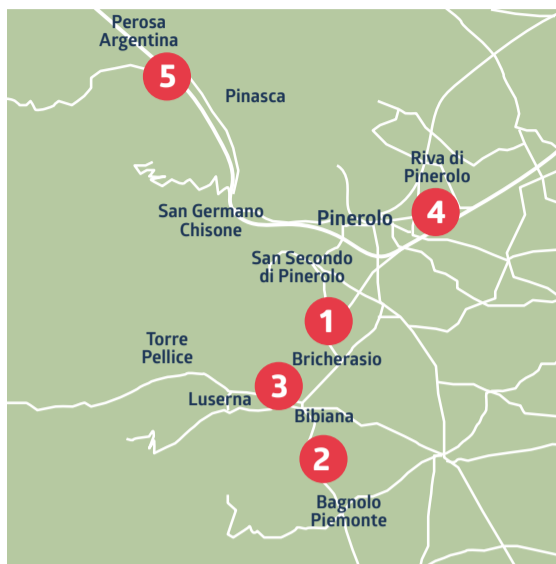 Perosa
Argentina
5
Pinasca
Riva di
Pinerolo
4
San Germano
Chisone
Pinerolo
San Secondo
di Pinerolo
1
Torre
Pellice
Bricherasio
3
Luserna
Bibiana
2
Bagnolo
Piemonte